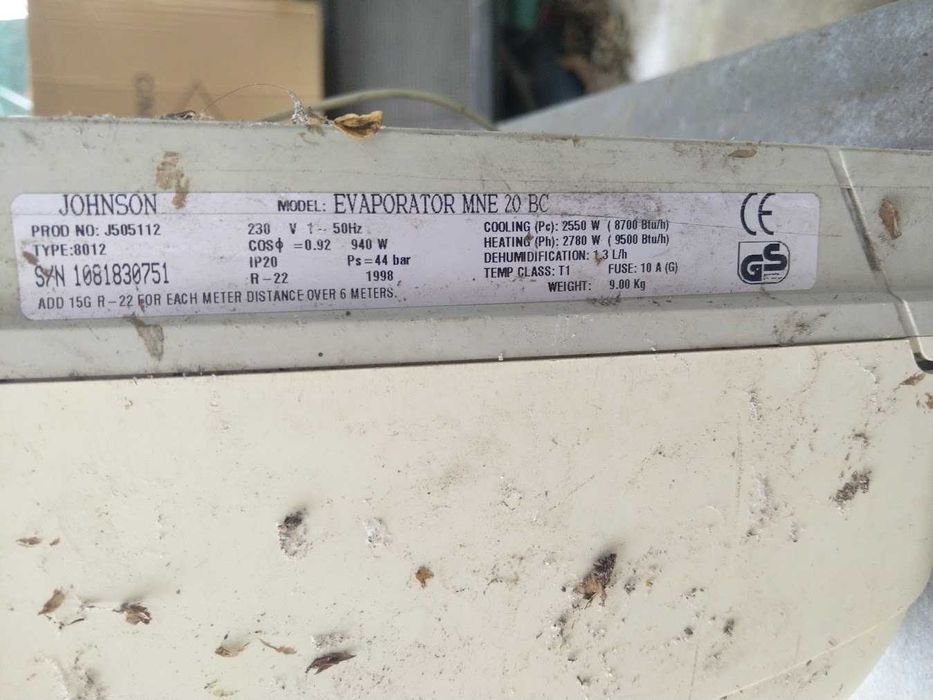 JOHNSON MODEL: EVAPORATOR MNE 20 BC
PROD NO: J505112 230 V 1~ 50Hz COOLING (Pc): 2550 W ( 8700 Btu/h)
TYPE:8012 COSϕ =0.92 940 W HEATING (Ph): 2780 W ( 9500 Btu/h)
IP20 Ps=44 bar DEHUMIDIFICATION: 1,3 L/h
S/N 1081830751 R-22 1998 TEMP CLASS: T1 FUSE: 10 A (G)
ADD 15G R-22 FOR EACH METER DISTANCE OVER 6 METERS. WEIGHT: 9.00 Kg
CE
GS